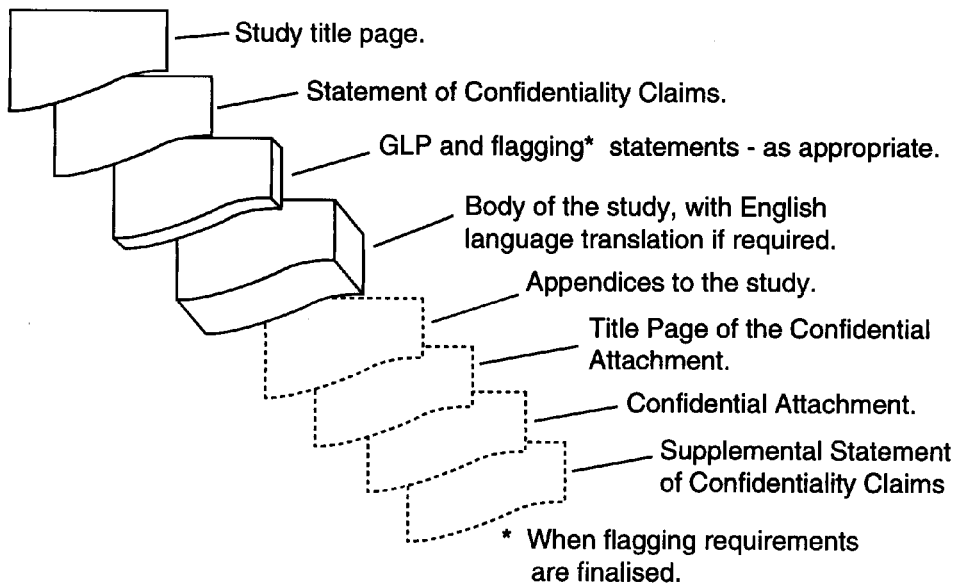 Study title page.
Statement of Confidentiality Claims.
GLP and flagging* statements - as appropriate.
Body of the study, with English
language translation if required.
Appendices to the study.
Title Page of the Confidential
Attachment.
Confidential Attachment.
Supplemental Statement
of Confidentiality Claims
* When flagging requirements
are finalised.